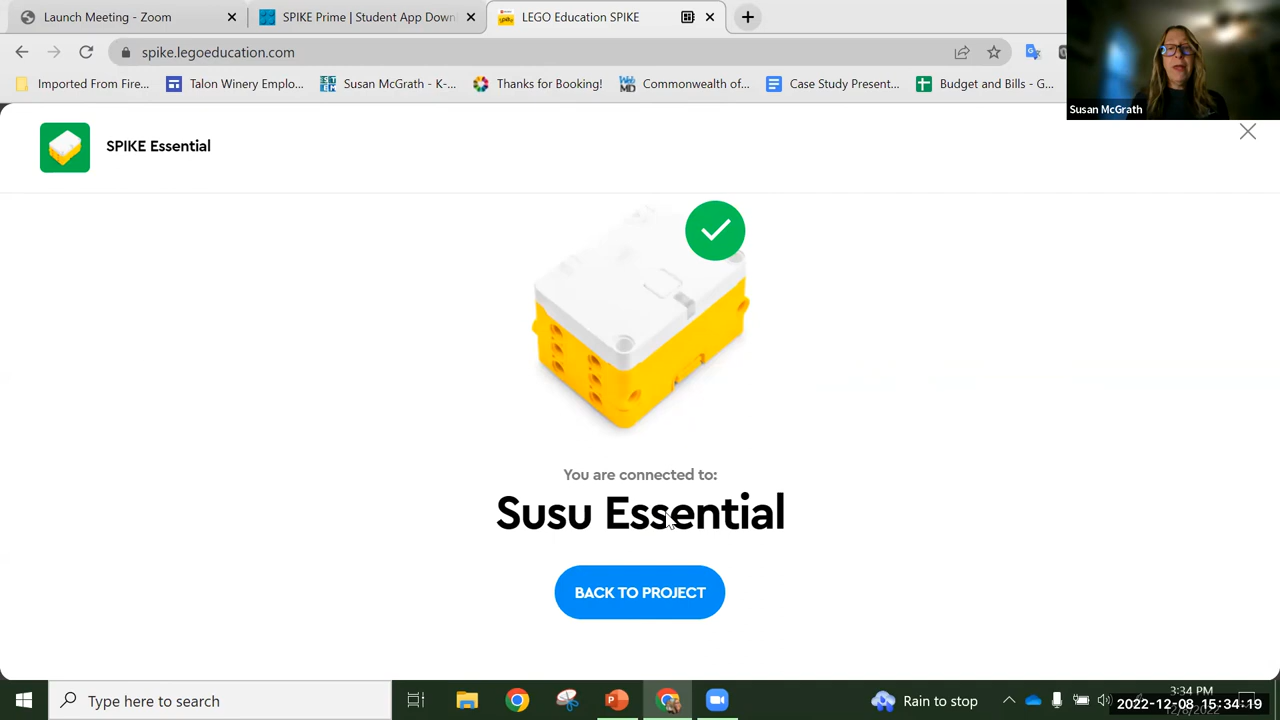 Launch Meeting - Zoom
SPIKE Prime | Student App Down
LEGO Education SPIKE
spike.legoeducation.com
Imported From Fire...
Talon Winery Emplo...
Susan McGrath - K-...
Thanks for Booking!
Commonwealth of...
Case Study Present...
Budget and Bills - G...
Susan McGrath
SPIKE Essential
You are connected to:
Susu Essential
BACK TO PROJECT
Type here to search
Rain to stop
3:34 PM
2022-12-08 15:34:19